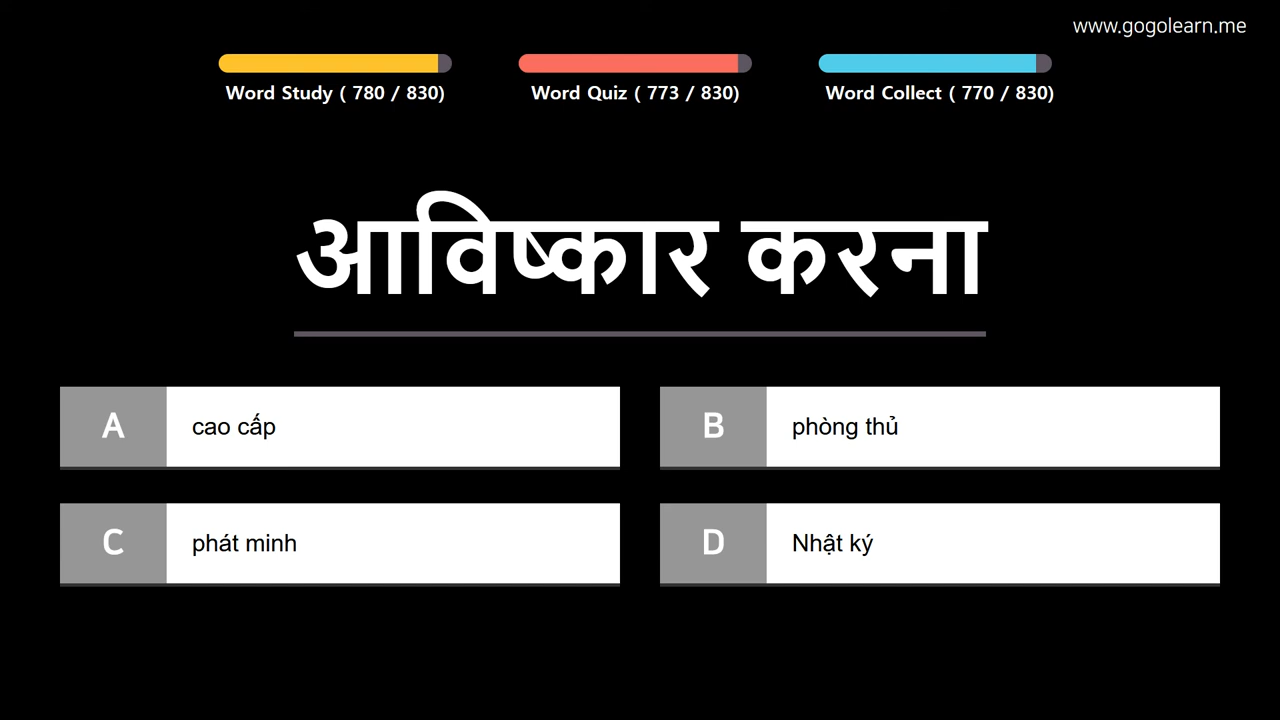 www.gogolearn.me
Word Study ( 780 / 830)
Word Quiz ( 773 / 830)
Word Collect ( 770 / 830)
आविष्कार करना
A
cao cấp
B
phòng thủ
C
phát minh
D
Nhật ký